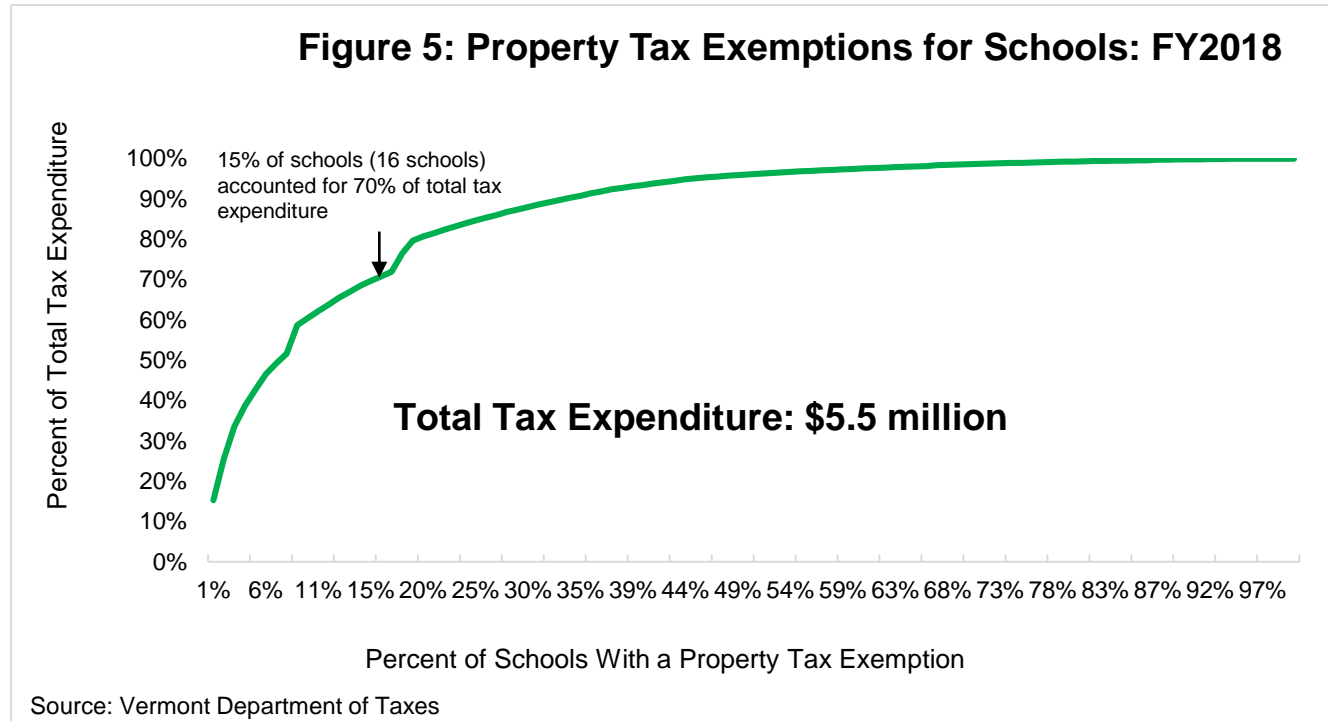 Figure 5: Property Tax Exemptions for Schools: FY2018
Percent of Total Tax Expenditure
100%
90%
80%
70%
60%
50%
40%
30%
20%
10%
0%
15% of schools (16 schools)
accounted for 70% of total tax
expenditure
Total Tax Expenditure: $5.5 million
1% 6% 11% 15% 20% 25% 30% 35% 39% 44% 49% 54% 59% 63% 68% 73% 78% 83% 87% 92% 97%
Percent of Schools With a Property Tax Exemption
Source: Vermont Department of Taxes